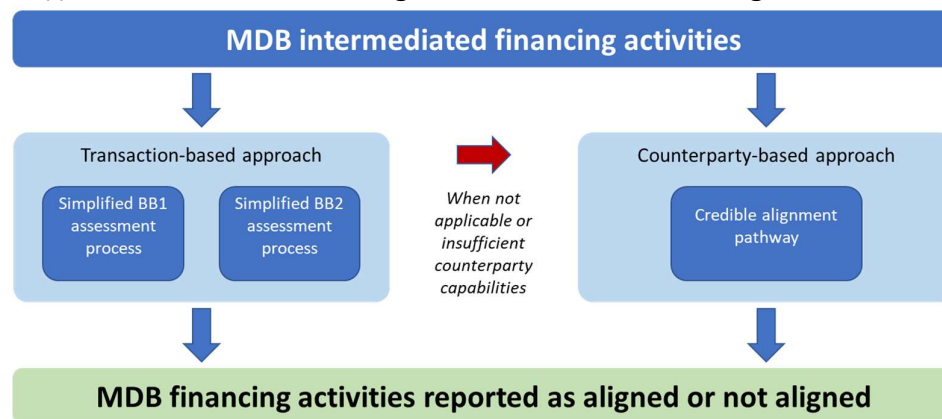 MDB intermediated financing activities
Transaction-based approach
Simplified BB1
assessment
process
Simplified BB2
assessment
process
When not
applicable or
insufficient
counterparty
capabilities
Counterparty-based approach
Credible alignment
pathway
MDB financing activities reported as aligned or not aligned